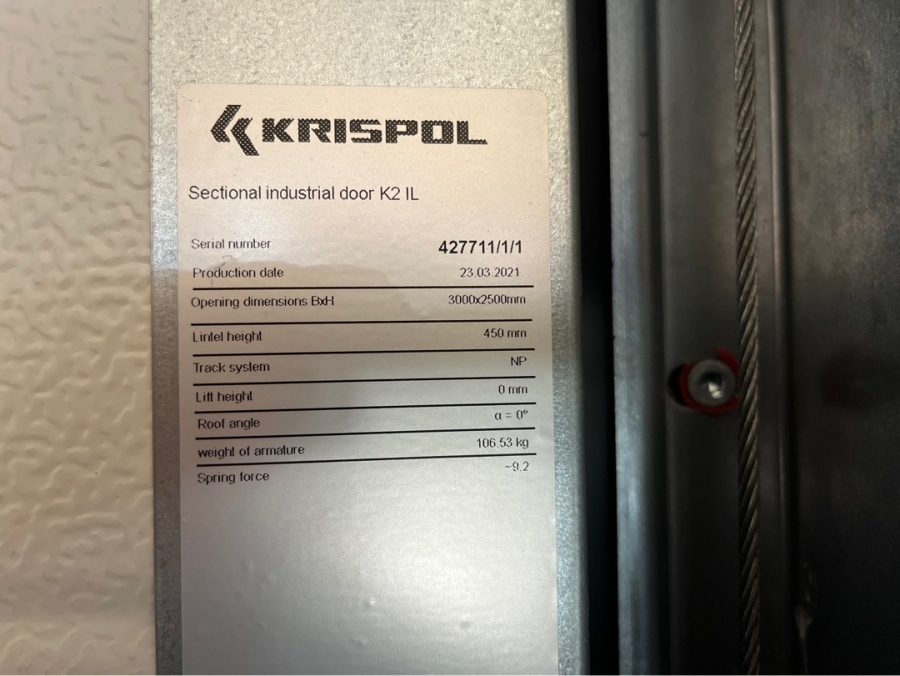 KRISPOL
Sectional industrial door K2 IL
Serial number 427711/1/1
Production date 23.03.2021
Opening dimensions BxH 3000x2500mm
Lintel height 450 mm
Track system NP
Lift height 0 mm
Roof angle α = 0°
weight of armature 106.53 kg
Spring force ~9.2